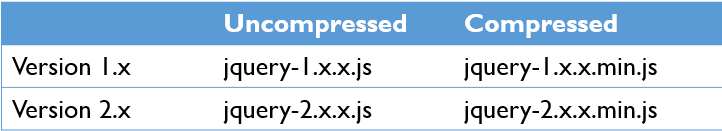 Uncompressed Compressed
Version 1.x jquery-1.x.x.js jquery-1.x.x.min.js
Version 2.x jquery-2.x.x.js jquery-2.x.x.min.js